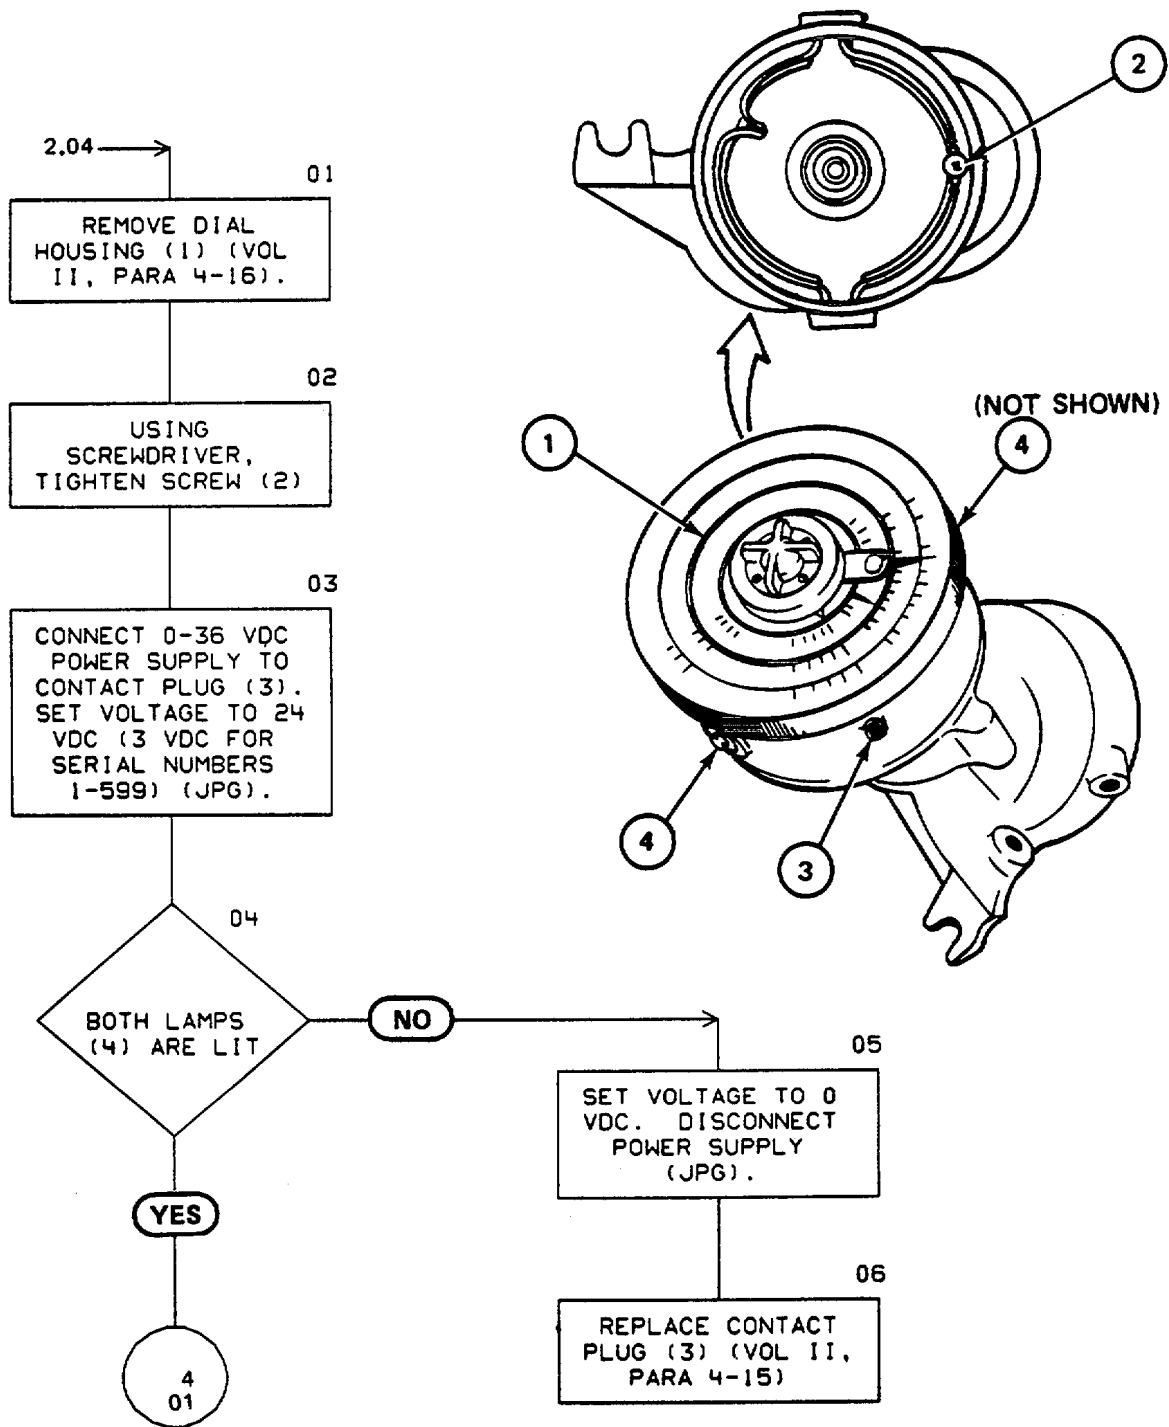 2.04
01
REMOVE DIAL
HOUSING (1) (VOL
II, PARA 4-16).
02
USING
SCREWDRIVER,
TIGHTEN SCREW (2)
03
CONNECT 0-36 VDC
POWER SUPPLY TO
CONTACT PLUG (3).
SET VOLTAGE TO 24
VDC (3 VDC FOR
SERIAL NUMBERS
1-599) (JPG).
04
BOTH LAMPS
(4) ARE LIT
NO
YES
4
01
05
SET VOLTAGE TO 0
VDC. DISCONNECT
POWER SUPPLY
(JPG).
06
REPLACE CONTACT
PLUG (3) (VOL II,
PARA 4-15)
2
(NOT SHOWN)
4
1
4
3